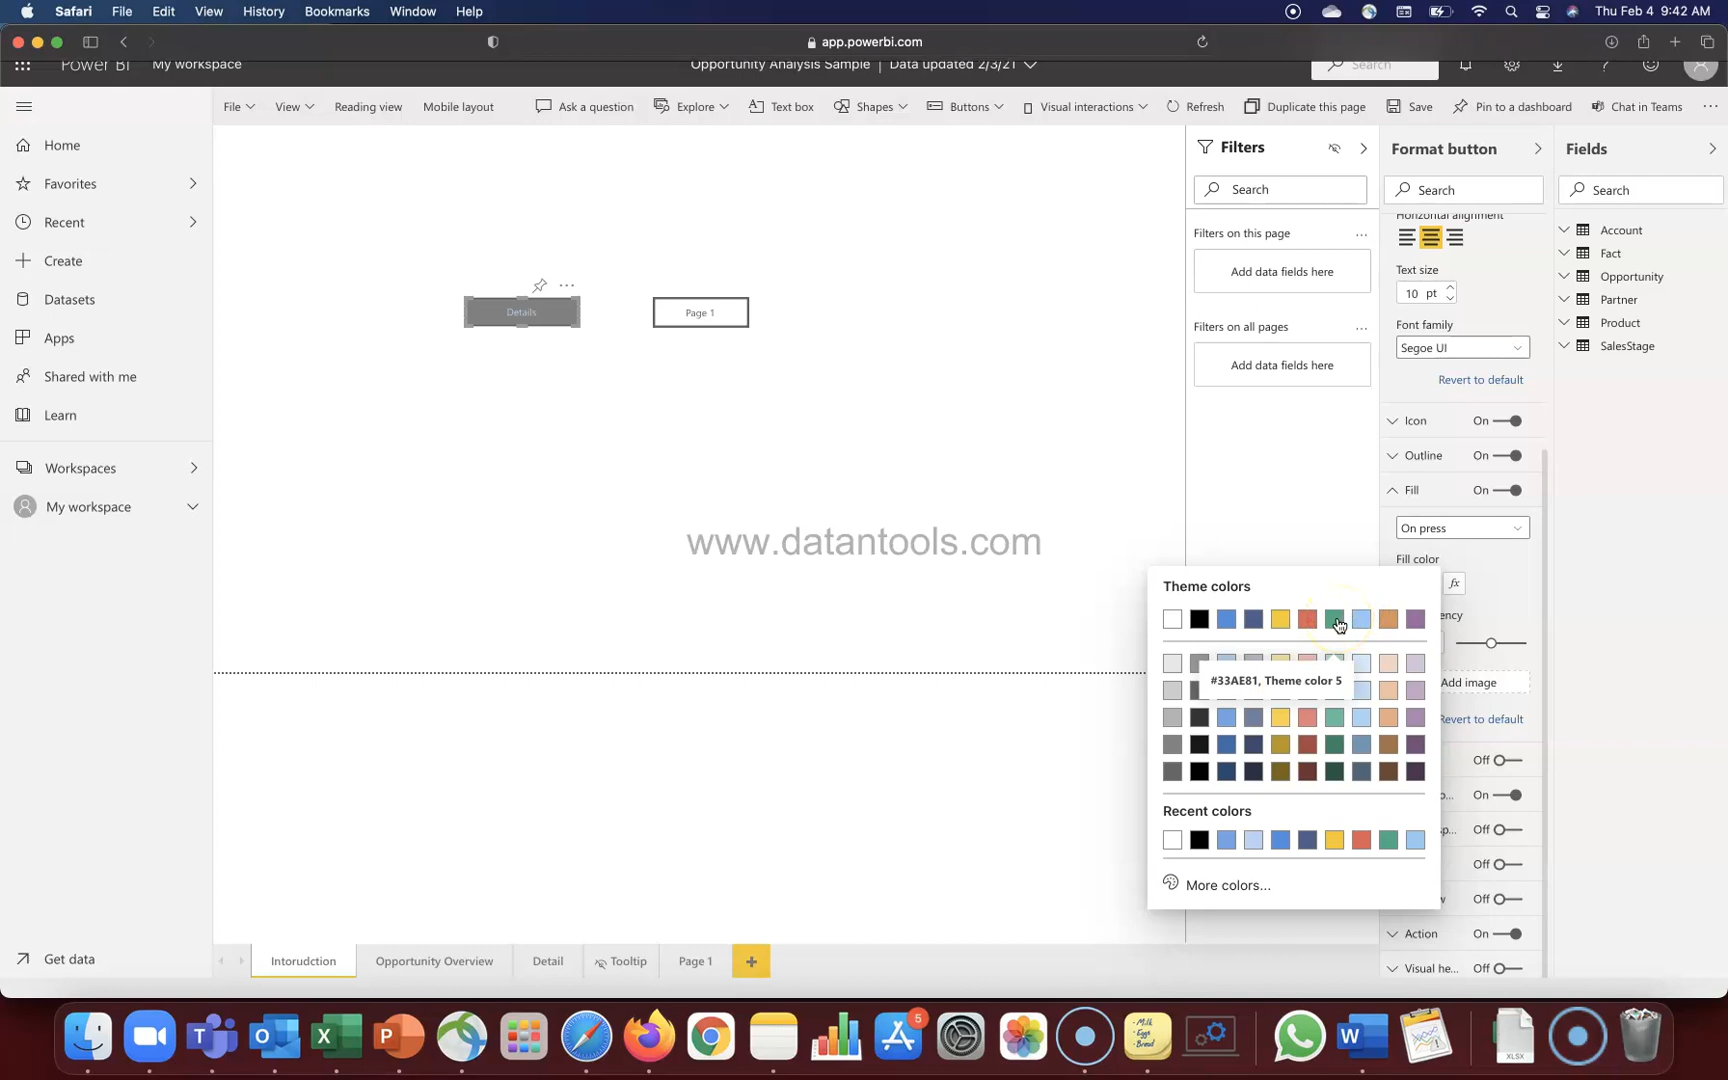 Safari File Edit View History Bookmarks Window Help Thu Feb 4 9:42 AM
app.powerbi.com
Power BI My workspace Opportunity Analysis Sample | Data updated 2/3/21 Search
File View Reading view Mobile layout Ask a question Explore Text box Shapes Buttons Visual interactions Refresh Duplicate this page Save Pin to a dashboard Chat in Teams ...
Home
Favorites
Recent
Create
Datasets
Apps
Shared with me
Learn
Workspaces
My workspace
Get data
Details
Page 1
www.datantools.com
Filters
Search
Filters on this page ...
Add data fields here
Filters on all pages ...
Add data fields here
Format button
Search
Horizontal alignment
Text size
10 pt
Font family
Segoe UI
Revert to default
Icon On
Outline On
Fill On
On press
Fill color
fx
ency
Add image
Revert to default
Off
o... On
p... Off
Off
w Off
Action On
Visual he... Off
Fields
Search
Account
Fact
Opportunity
Partner
Product
SalesStage
Theme colors
#33AE81, Theme color 5
Recent colors
More colors...
Intorudction Opportunity Overview Detail Tooltip Page 1 +
5
Milk
Eggs
Bread
XLSX